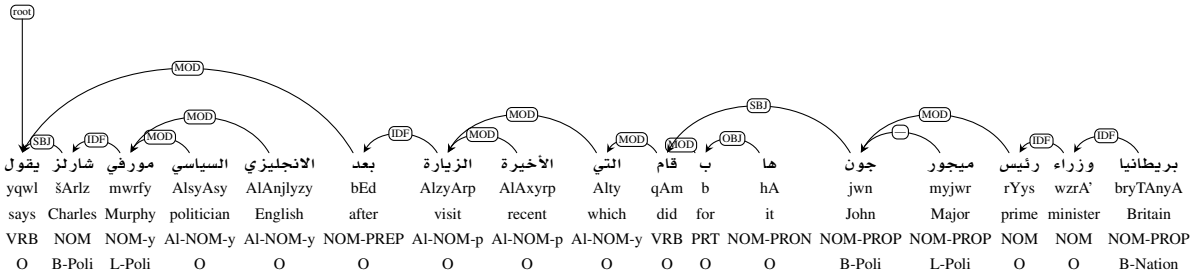 root
MOD
SBJ
MOD MOD
SBJ IDF MOD IDF MOD MOD MOD OBJ — IDF IDF
يقول شارلز مورفي السياسي الانجليزي بعد الزيارة الأخيرة التي قام ب ها جون ميجور رئيس وزراء بريطانيا
yqwl šArlz mwrfy AlsyAsy AlAnjlyzy bEd AlzyArp AlAxyrp Alty qAm b hA jwn myjwr rYys wzrA' bryTAnyA
says Charles Murphy politician English after visit recent which did for it John Major prime minister Britain
VRB NOM NOM-y Al-NOM-y Al-NOM-y NOM-PREP Al-NOM-p Al-NOM-p Al-NOM-y VRB PRT NOM-PRON NOM-PROP NOM-PROP NOM NOM NOM-PROP
O B-Poli L-Poli O O O O O O O O O B-Poli L-Poli O O B-Nation